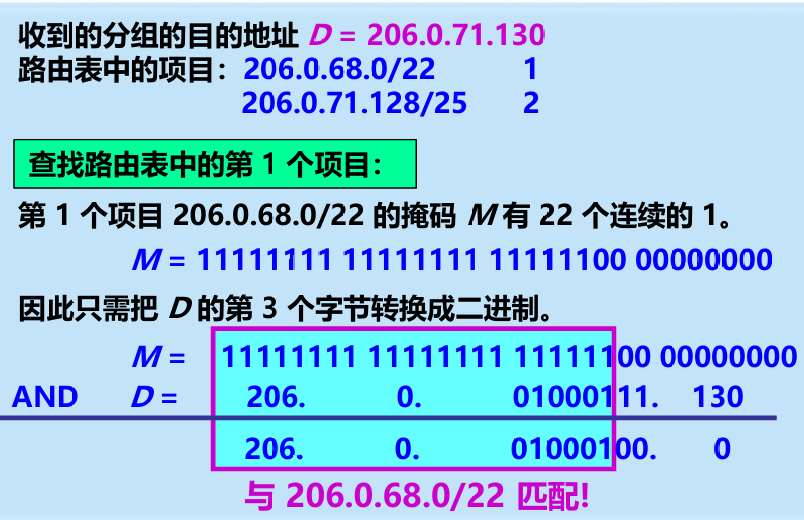 收到的分组的目的地址 D = 206.0.71.130
路由表中的项目：206.0.68.0/22 1
206.0.71.128/25 2
查找路由表中的第 1 个项目：
第 1 个项目 206.0.68.0/22 的掩码 M 有 22 个连续的 1。
M = 11111111 11111111 11111100 00000000
因此只需把 D 的第 3 个字节转换成二进制。
M = 11111111 11111111 11111100 00000000
AND D = 206. 0. 01000111. 130
206. 0. 01000100. 0
与 206.0.68.0/22 匹配!